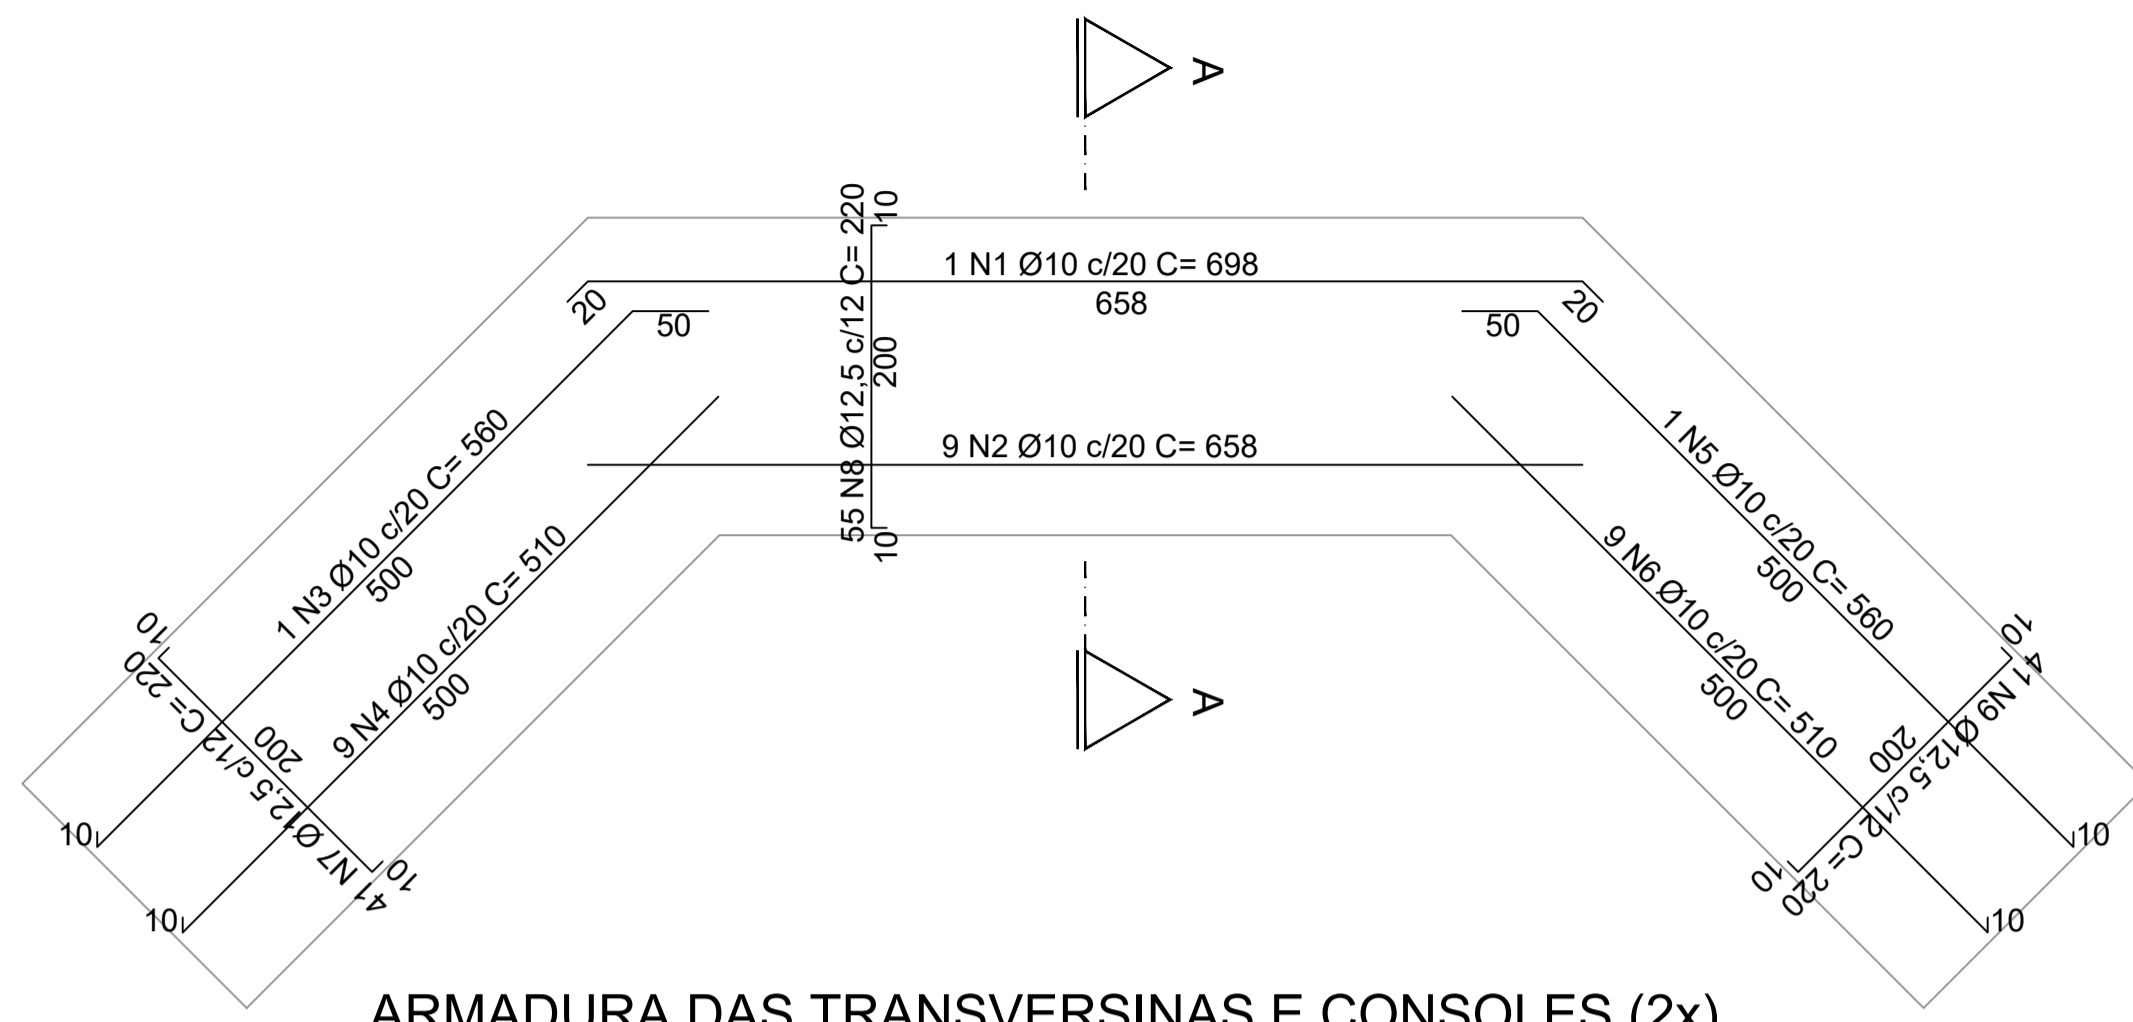 A
55 N8 Ø12,5 c/12 C= 220
10
200
10
1 N1 Ø10 c/20 C= 698
658
20
20
50
50
9 N2 Ø10 c/20 C= 658
1 N3 Ø10 c/20 C= 560
500
10
9 N4 Ø10 c/20 C= 510
500
10
41 N7 Ø12,5 c/12 C= 220
10
200
10
1 N5 Ø10 c/20 C= 560
500
10
9 N6 Ø10 c/20 C= 510
500
10
41 N9 Ø12,5 c/12 C= 220
10
200
10
A
ARMADURA DAS TRANSVERSINAS E CONSOLES (2x)